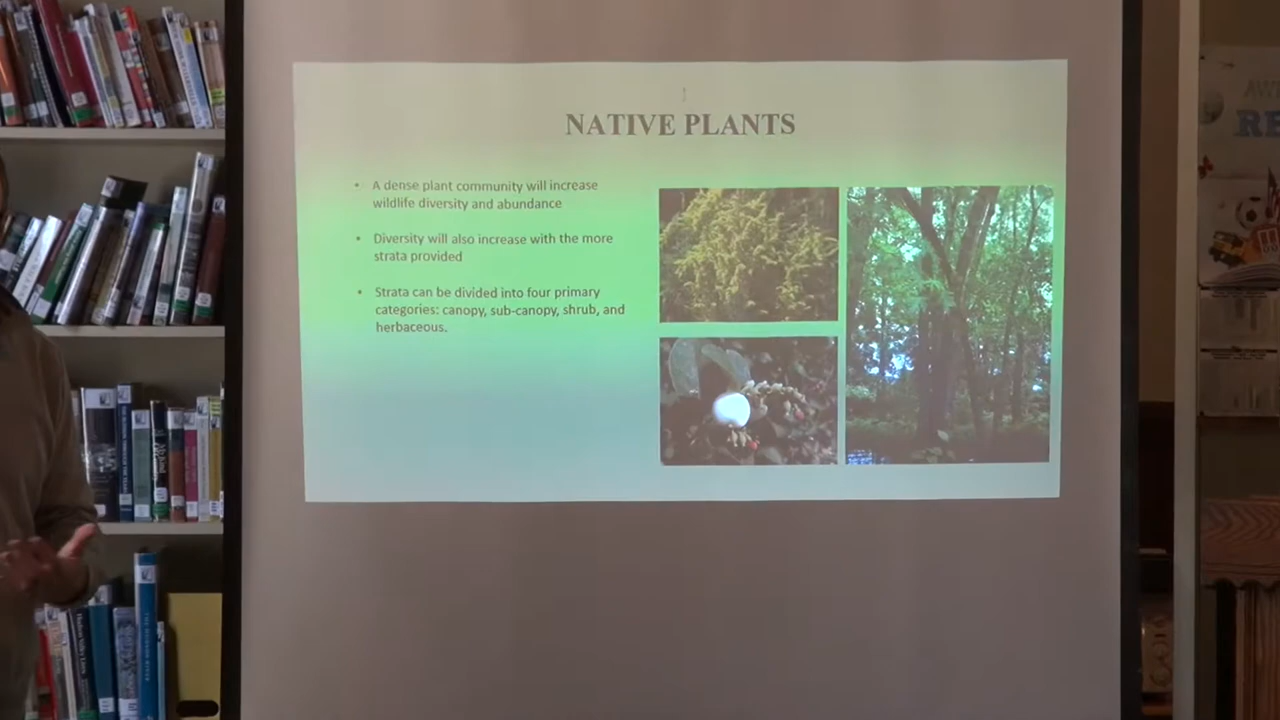 NATIVE PLANTS
• A dense plant community will increase
wildlife diversity and abundance
• Diversity will also increase with the more
strata provided
• Strata can be divided into four primary
categories: canopy, sub-canopy, shrub, and
herbaceous.
RE